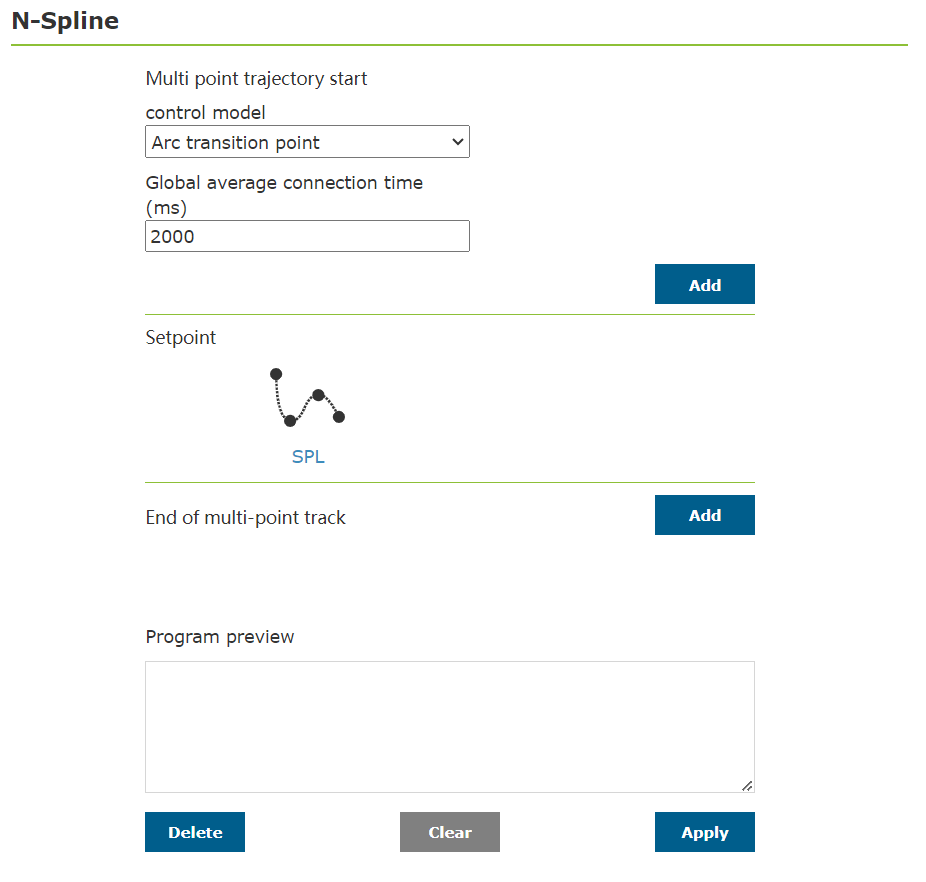 N-Spline
Multi point trajectory start
control model
Arc transition point
Global average connection time
(ms)
2000
Add
Setpoint
SPL
End of multi-point track
Add
Program preview
Delete
Clear
Apply